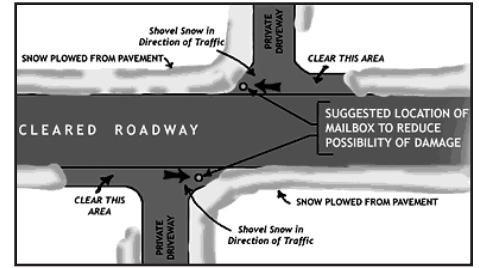 Shovel Snow in
Direction of Traffic
PRIVATE
DRIVEWAY
SNOW PLOWED FROM PAVEMENT
CLEAR THIS AREA
CLEARED ROADWAY
SUGGESTED LOCATION OF
MAILBOX TO REDUCE
POSSIBILITY OF DAMAGE
CLEAR THIS
AREA
SNOW PLOWED FROM PAVEMENT
PRIVATE
DRIVEWAY
Shovel Snow in
Direction of Traffic